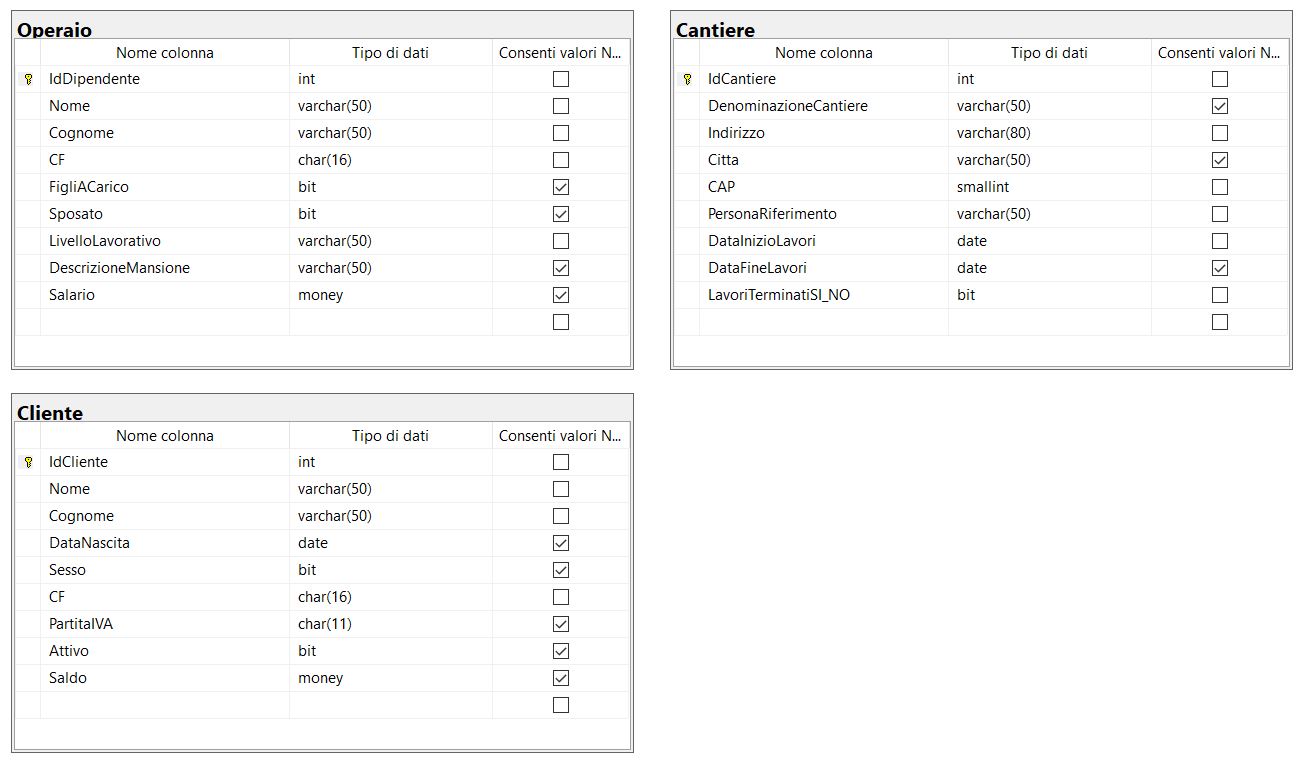 Operaio
Nome colonna Tipo di dati Consenti valori N...
IdDipendente int
Nome varchar(50)
Cognome varchar(50)
CF char(16)
FigliACarico bit
Sposato bit
LivelloLavorativo varchar(50)
DescrizioneMansione varchar(50)
Salario money
Cantiere
Nome colonna Tipo di dati Consenti valori N...
IdCantiere int
DenominazioneCantiere varchar(50)
Indirizzo varchar(80)
Citta varchar(50)
CAP smallint
PersonaRiferimento varchar(50)
DataInizioLavori date
DataFineLavori date
LavoriTerminatiSI_NO bit
Cliente
Nome colonna Tipo di dati Consenti valori N...
IdCliente int
Nome varchar(50)
Cognome varchar(50)
DataNascita date
Sesso bit
CF char(16)
PartitaIVA char(11)
Attivo bit
Saldo money